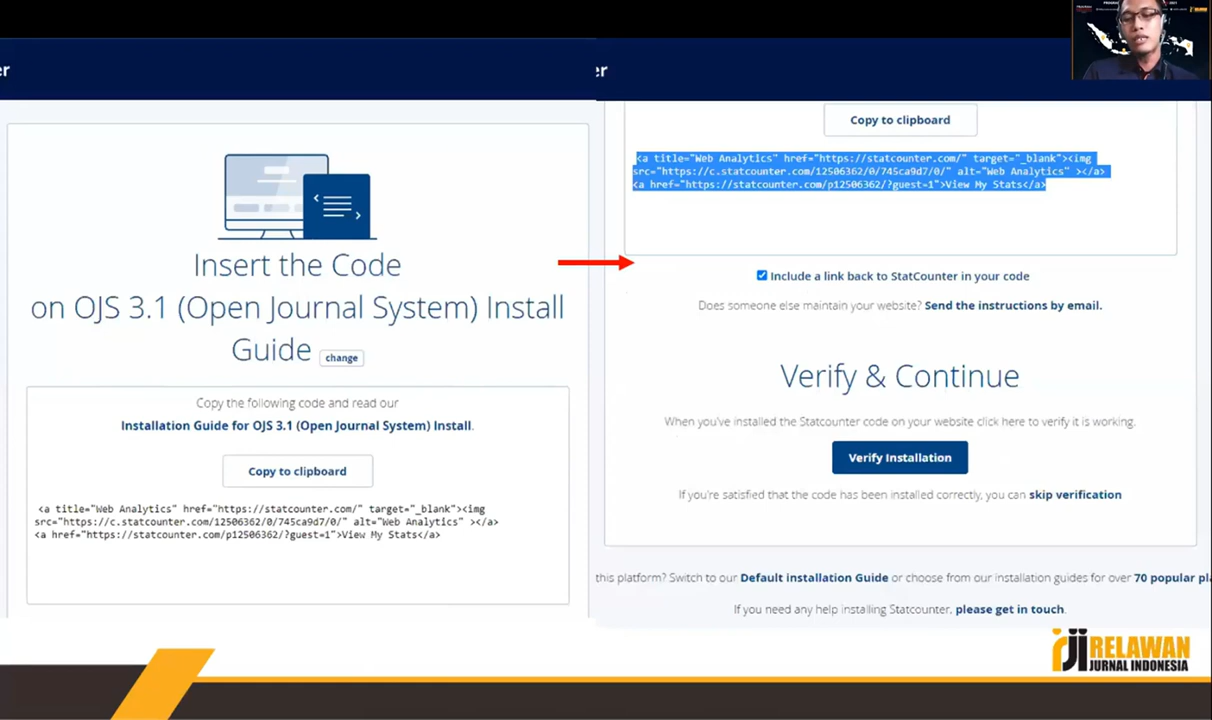 er
Insert the Code
on OJS 3.1 (Open Journal System) Install
Guide change
Copy the following code and read our
Installation Guide for OJS 3.1 (Open Journal System) Install.
Copy to clipboard
<a title="Web Analytics" href="https://statcounter.com/" target="_blank"><img
src="https://c.statcounter.com/12506362/0/745ca9d7/0/" alt="Web Analytics" ></a>
<a href="https://statcounter.com/p12506362/?guest=1">View My Stats</a>
er
Copy to clipboard
<a title="Web Analytics" href="https://statcounter.com/" target="_blank"><img
src="https://c.statcounter.com/12506362/0/745ca9d7/0/" alt="Web Analytics" ></a>
<a href="https://statcounter.com/p12506362/?guest=1">View My Stats</a>
Include a link back to StatCounter in your code
Does someone else maintain your website? Send the instructions by email.
Verify & Continue
When you've installed the Statcounter code on your website click here to verify it is working.
Verify Installation
If you're satisfied that the code has been installed correctly, you can skip verification
this platform? Switch to our Default installation Guide or choose from our installation guides for over 70 popular pl
If you need any help installing Statcounter, please get in touch.
RELAWAN
JURNAL INDONESIA